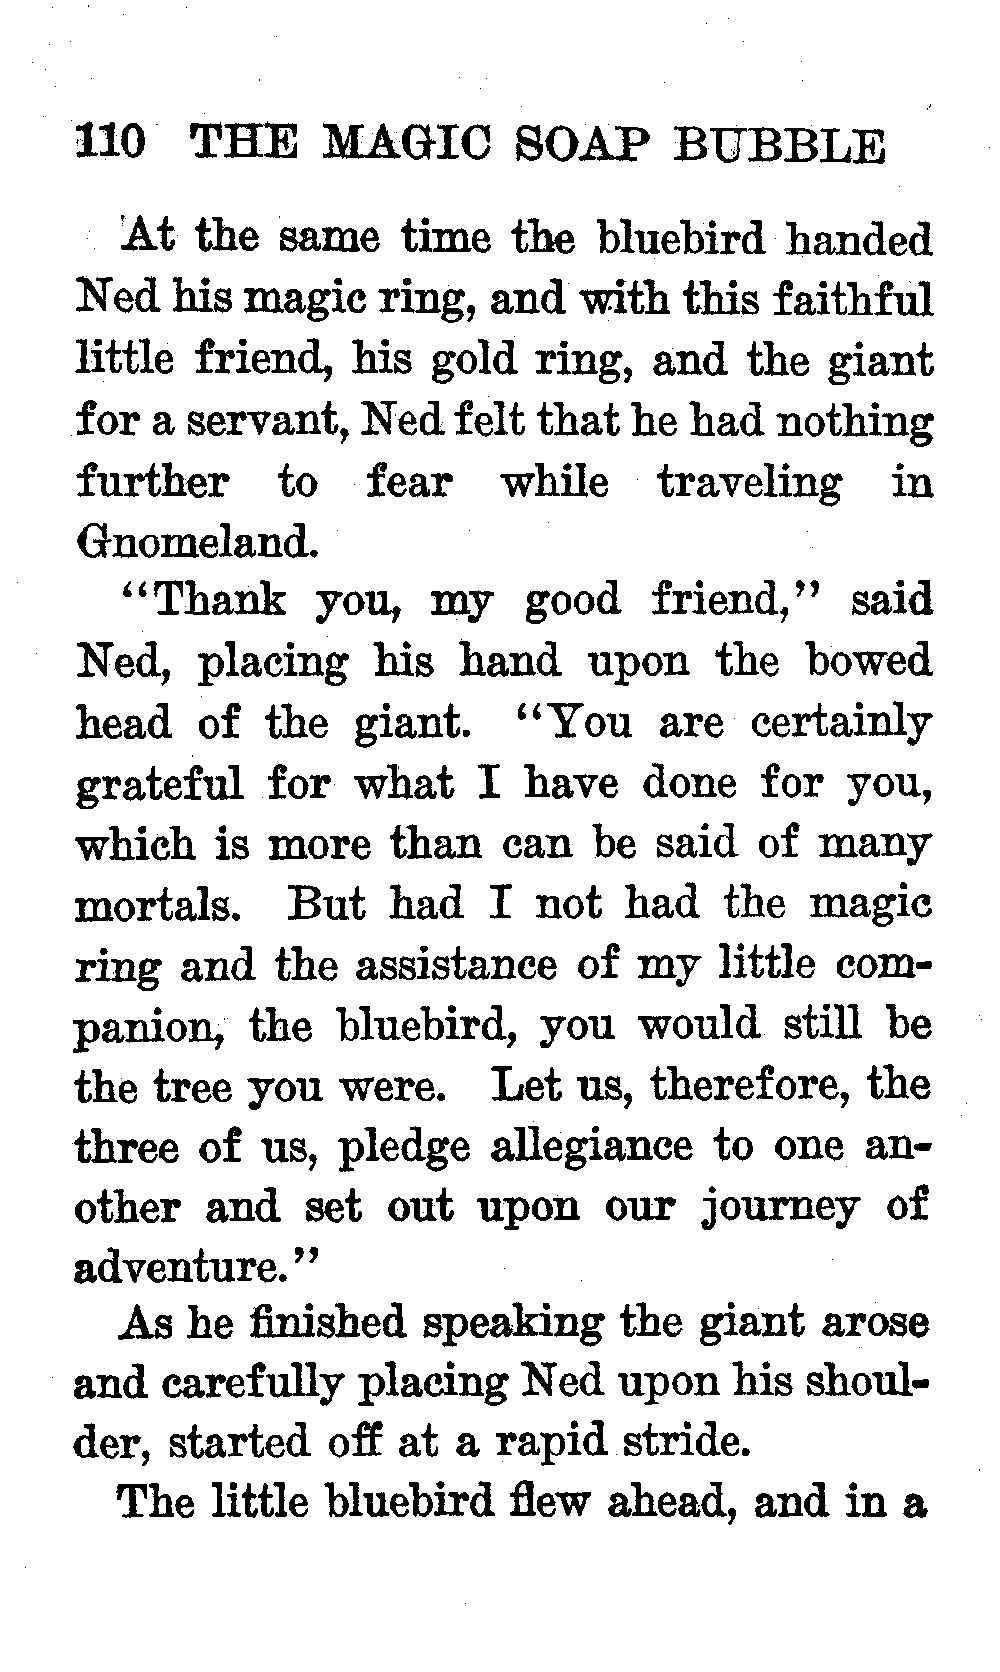 110 THE MAGIC SOAP BUBBLE
At the same time the bluebird handed
Ned his magic ring, and with this faithful
little friend, his gold ring, and the giant
for a servant, Ned felt that he had nothing
further to fear while traveling in
Gnomeland.
“Thank you, my good friend,” said
Ned, placing his hand upon the bowed
head of the giant. “You are certainly
grateful for what I have done for you,
which is more than can be said of many
mortals. But had I not had the magic
ring and the assistance of my little com-
panion, the bluebird, you would still be
the tree you were. Let us, therefore, the
three of us, pledge allegiance to one an-
other and set out upon our journey of
adventure.”
As he finished speaking the giant arose
and carefully placing Ned upon his shoul-
der, started off at a rapid stride.
The little bluebird flew ahead, and in a